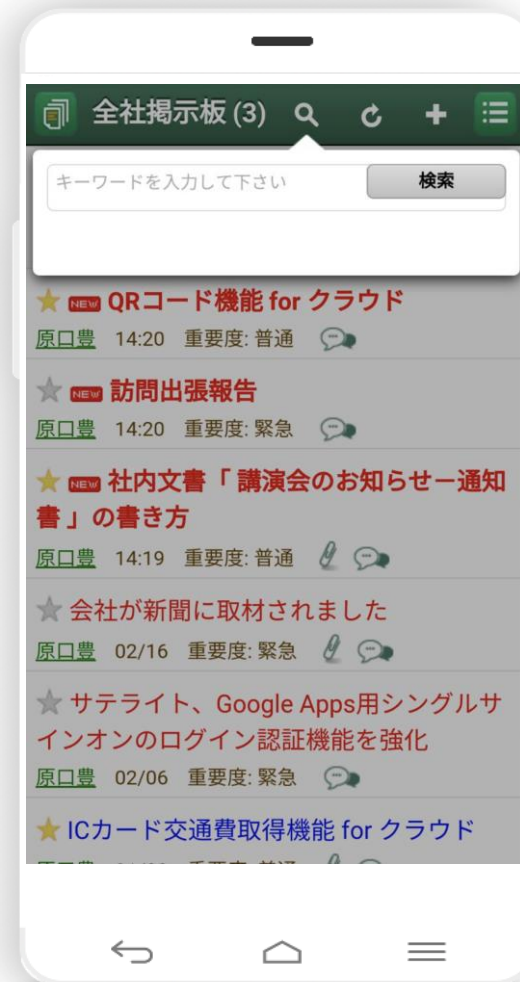 全社掲示板 (3)
キーワードを入力して下さい
検索
NEW QRコード機能 for クラウド
原口豊 14:20 重要度: 普通
NEW 訪問出張報告
原口豊 14:20 重要度: 緊急
NEW 社内文書「 講演会のお知らせー通知
書 」の書き方
原口豊 14:19 重要度: 普通
会社が新聞に取材されました
原口豊 02/16 重要度: 緊急
サテライト、Google Apps用シングルサ
インオンのログイン認証機能を強化
原口豊 02/06 重要度: 緊急
ICカード交通費取得機能 for クラウド